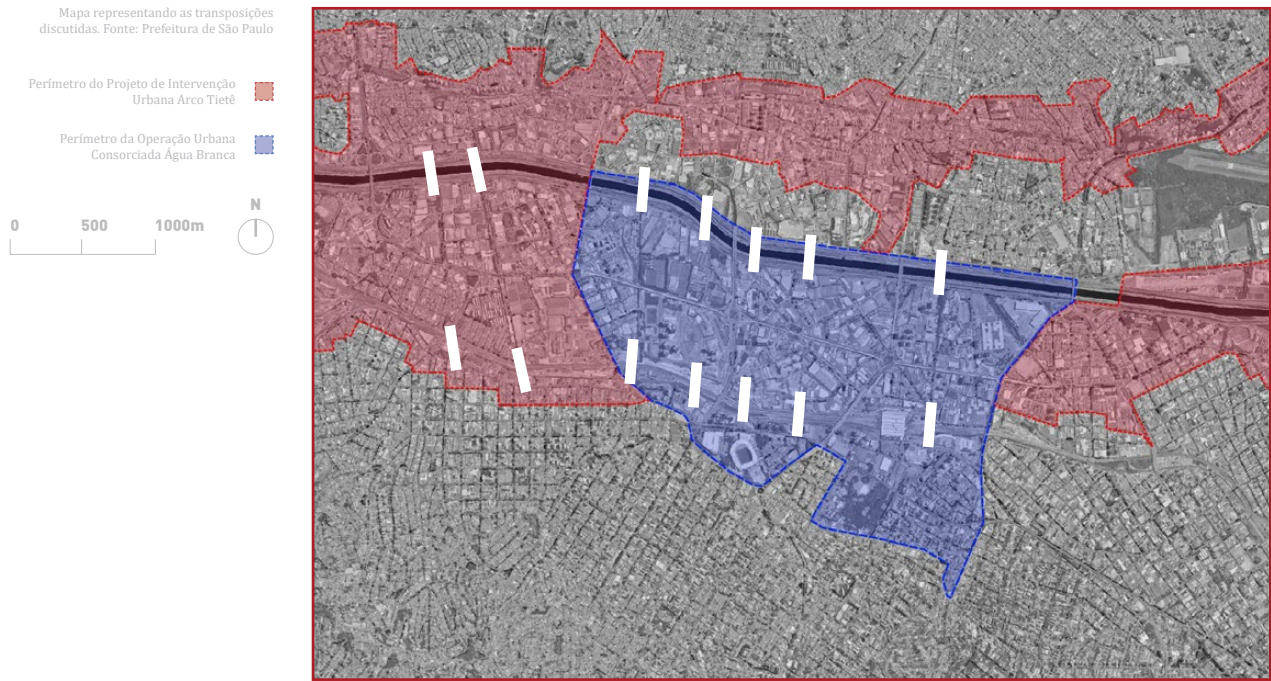 Mapa representando as transposições
discutidas. Fonte: Prefeitura de São Paulo
Perímetro do Projeto de Intervenção
Urbana Arco Tietê
Perímetro da Operação Urbana
Consorciada Água Branca
N
0 500 1000m